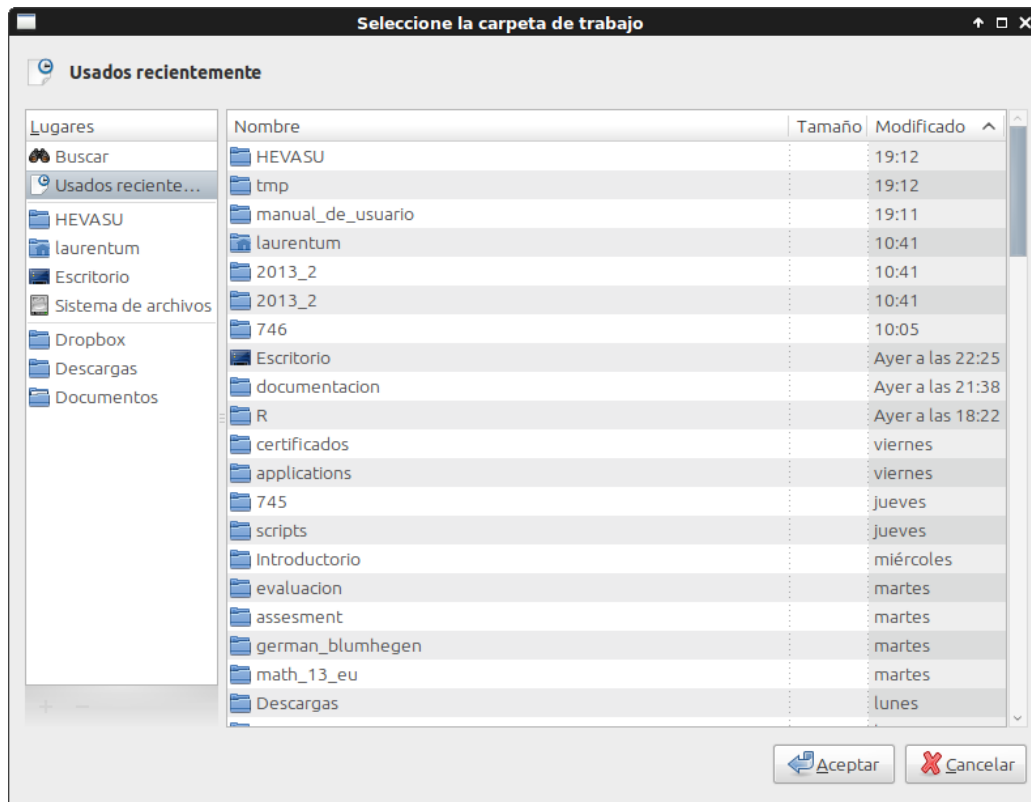 Seleccione la carpeta de trabajo
Usados recientemente
Lugares
Buscar
Usados reciente...
HEVASU
laurentum
Escritorio
Sistema de archivos
Dropbox
Descargas
Documentos
Nombre Tamaño Modificado
HEVASU 19:12
tmp 19:12
manual_de_usuario 19:11
laurentum 10:41
2013_2 10:41
2013_2 10:41
746 10:05
Escritorio Ayer a las 22:25
documentacion Ayer a las 21:38
R Ayer a las 18:22
certificados viernes
applications viernes
745 jueves
scripts jueves
Introductorio miércoles
evaluacion martes
assesment martes
german_blumhegen martes
math_13_eu martes
Descargas lunes
Aceptar Cancelar